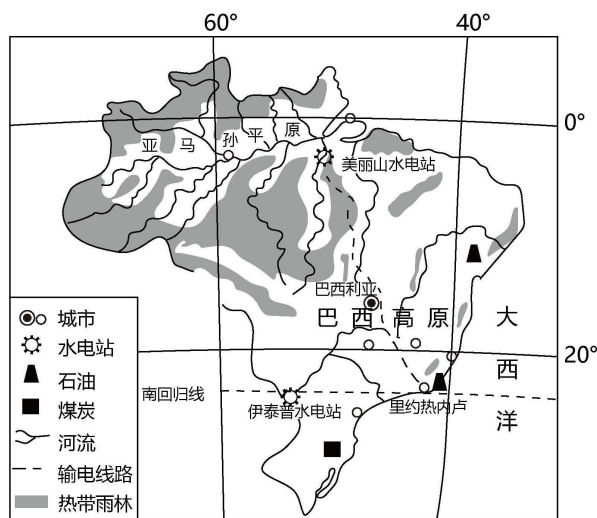 60°
40°
0°
亚马孙平原
美丽山水电站
巴西利亚
巴西高原
大西洋
20°
南回归线
伊泰普水电站
里约热内卢
城市
水电站
石油
煤炭
河流
输电线路
热带雨林